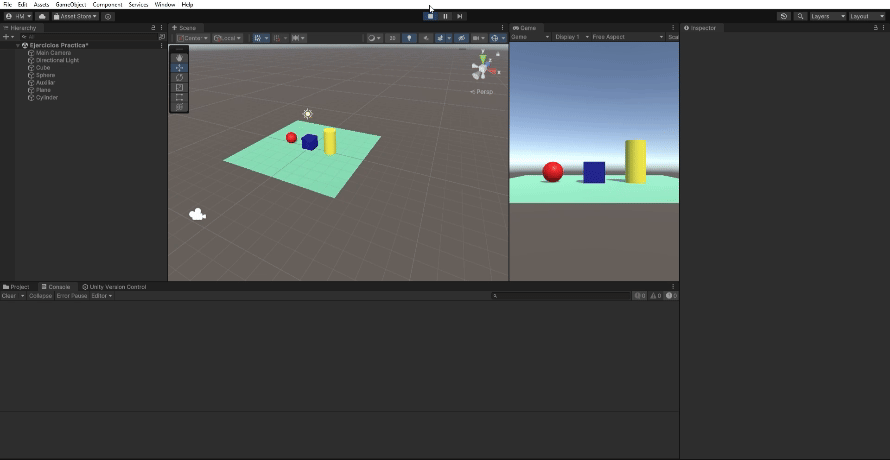 File Edit Assets GameObject Component Services Window Help
HM Asset Store Layers Layout
Hierarchy Scene Game Inspector
Center Local 2D Game Display 1 Free Aspect
Ejercicios Practica*
Main Camera
Directional Light
Cube
Sphere
Auxiliar
Plane
Cylinder
y
x
z
Persp
Project Console Unity Version Control
Clear Collapse Error Pause Editor
0 0 0